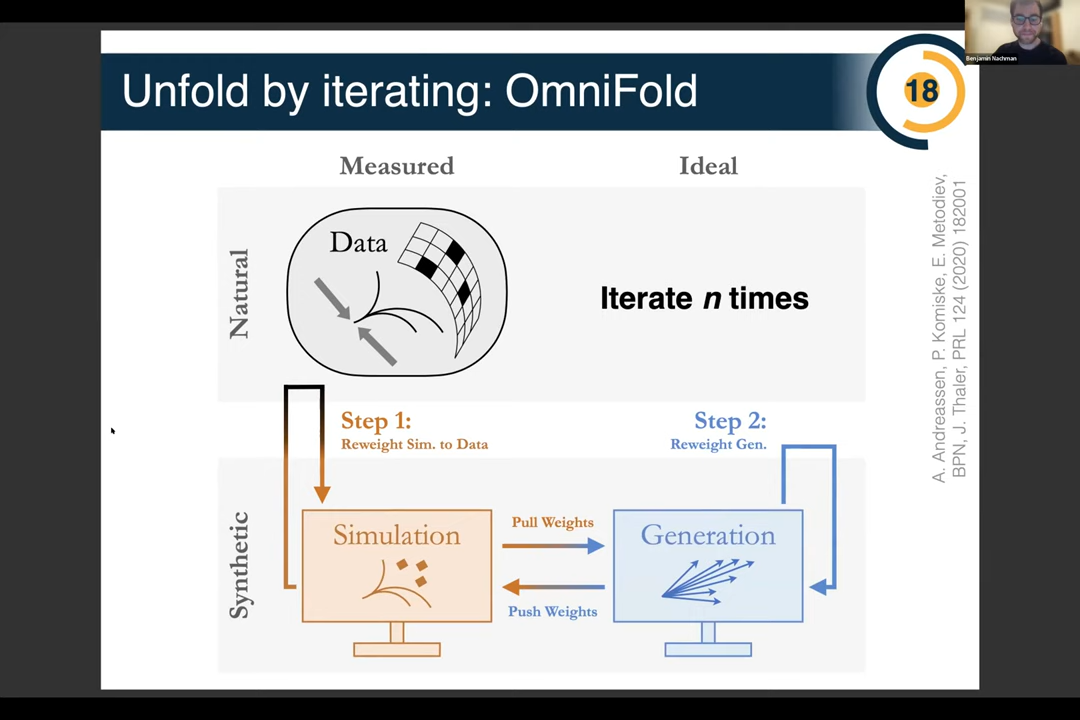 Benjamin Nachman
Unfold by iterating: OmniFold
18
Measured
Ideal
Natural
Data
Iterate n times
Step 1:
Reweight Sim. to Data
Step 2:
Reweight Gen.
Synthetic
Simulation
Pull Weights
Push Weights
Generation
A. Andreassen, P. Komiske, E. Metodiev,
BPN, J. Thaler, PRL 124 (2020) 182001